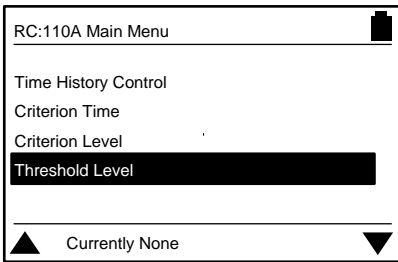 RC:110A Main Menu
Time History Control
Criterion Time
Criterion Level
Threshold Level
Currently None